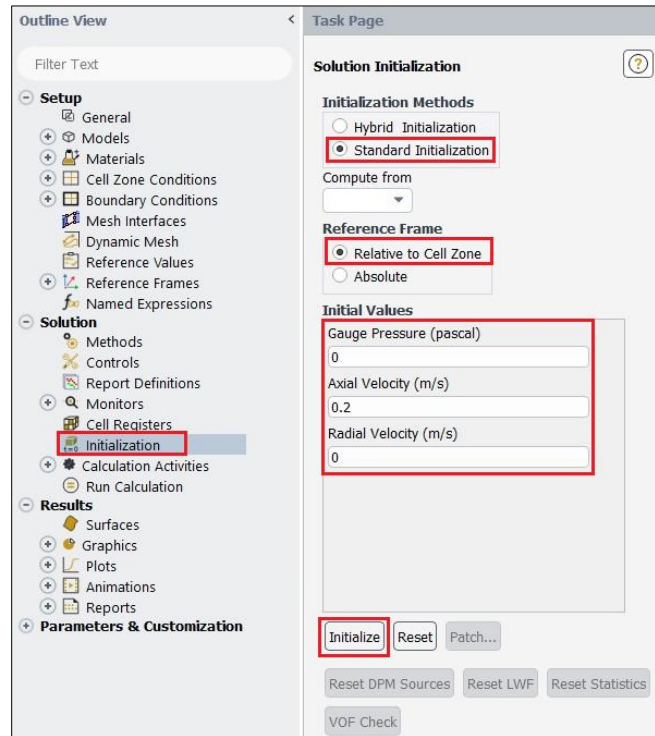 Outline View
<
Filter Text
Setup
General
Models
Materials
Cell Zone Conditions
Boundary Conditions
Mesh Interfaces
Dynamic Mesh
Reference Values
Reference Frames
fx Named Expressions
Solution
Methods
Controls
Report Definitions
Monitors
Cell Registers
t=0 Initialization
Calculation Activities
Run Calculation
Results
Surfaces
Graphics
Plots
Animations
Reports
Parameters & Customization
Task Page
Solution Initialization
?
Initialization Methods
Hybrid Initialization
Standard Initialization
Compute from
Reference Frame
Relative to Cell Zone
Absolute
Initial Values
Gauge Pressure (pascal)
0
Axial Velocity (m/s)
0.2
Radial Velocity (m/s)
0
Initialize Reset Patch...
Reset DPM Sources Reset LWF Reset Statistics
VOF Check